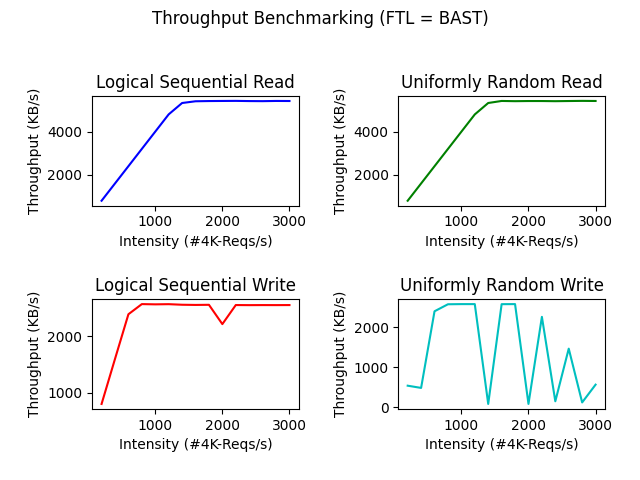 Throughput Benchmarking (FTL = BAST)
Logical Sequential Read
Throughput (KB/s)
4000
2000
1000
2000
3000
Intensity (#4K-Reqs/s)
Uniformly Random Read
Throughput (KB/s)
4000
2000
1000
2000
3000
Intensity (#4K-Reqs/s)
Logical Sequential Write
Throughput (KB/s)
2000
1000
1000
2000
3000
Intensity (#4K-Reqs/s)
Uniformly Random Write
Throughput (KB/s)
2000
1000
0
1000
2000
3000
Intensity (#4K-Reqs/s)